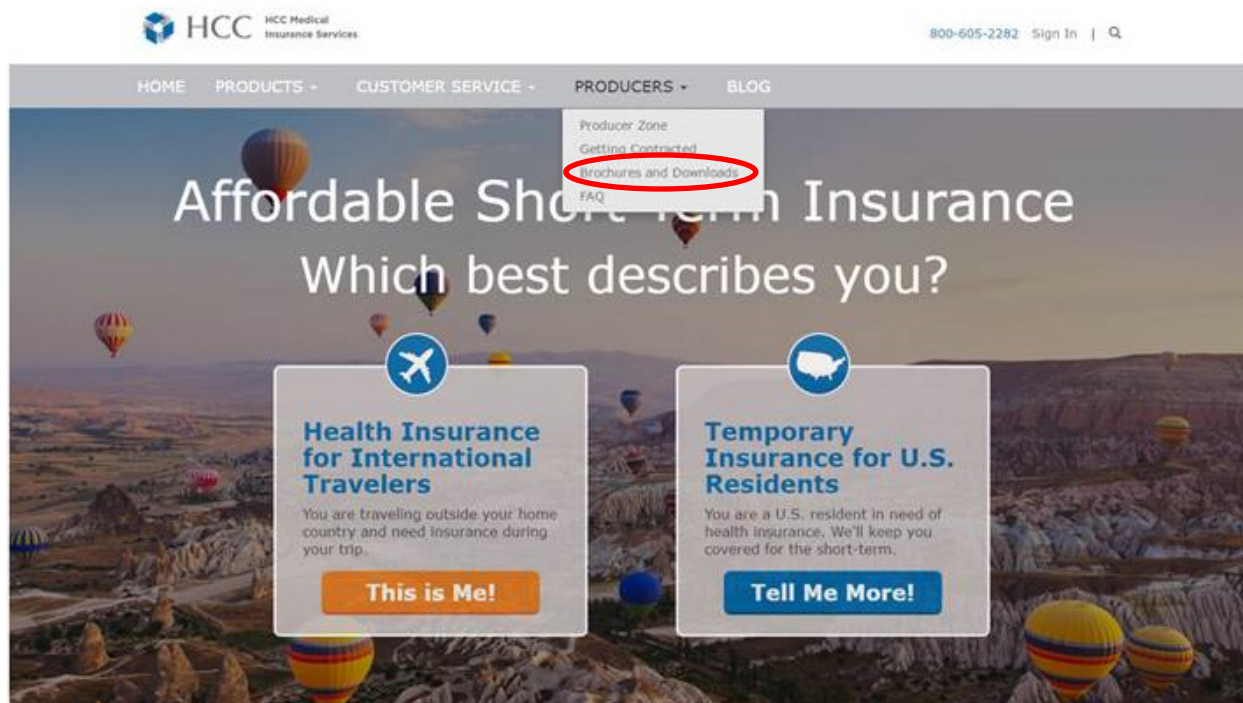 HCC HCC Medical
Insurance Services
800-605-2282 Sign In |
HOME PRODUCTS CUSTOMER SERVICE PRODUCERS BLOG
Producer Zone
Getting Contracted
Brochures and Downloads
FAQ
Affordable Short Term Insurance
Which best describes you?
Health Insurance
for International
Travelers
You are traveling outside your home
country and need insurance during
your trip.
This is Me!
Temporary
Insurance for U.S.
Residents
You are a U.S. resident in need of
health insurance. We'll keep you
covered for the short-term.
Tell Me More!